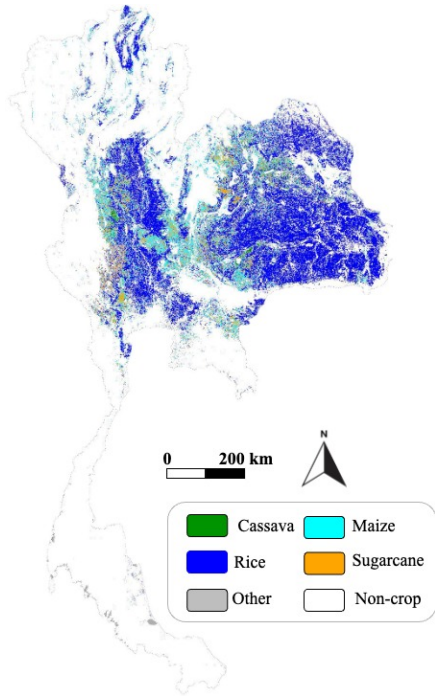 N
0 200 km
Cassava Maize
Rice Sugarcane
Other Non-crop